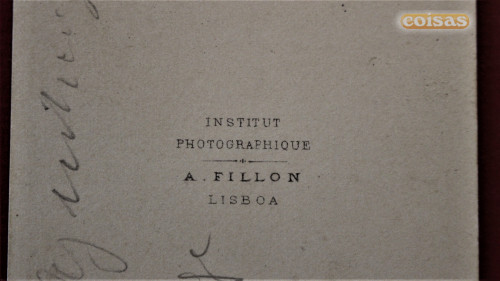 coisas
INSTITUT
PHOTOGRAPHIQUE
A. FILLON
LISBOA